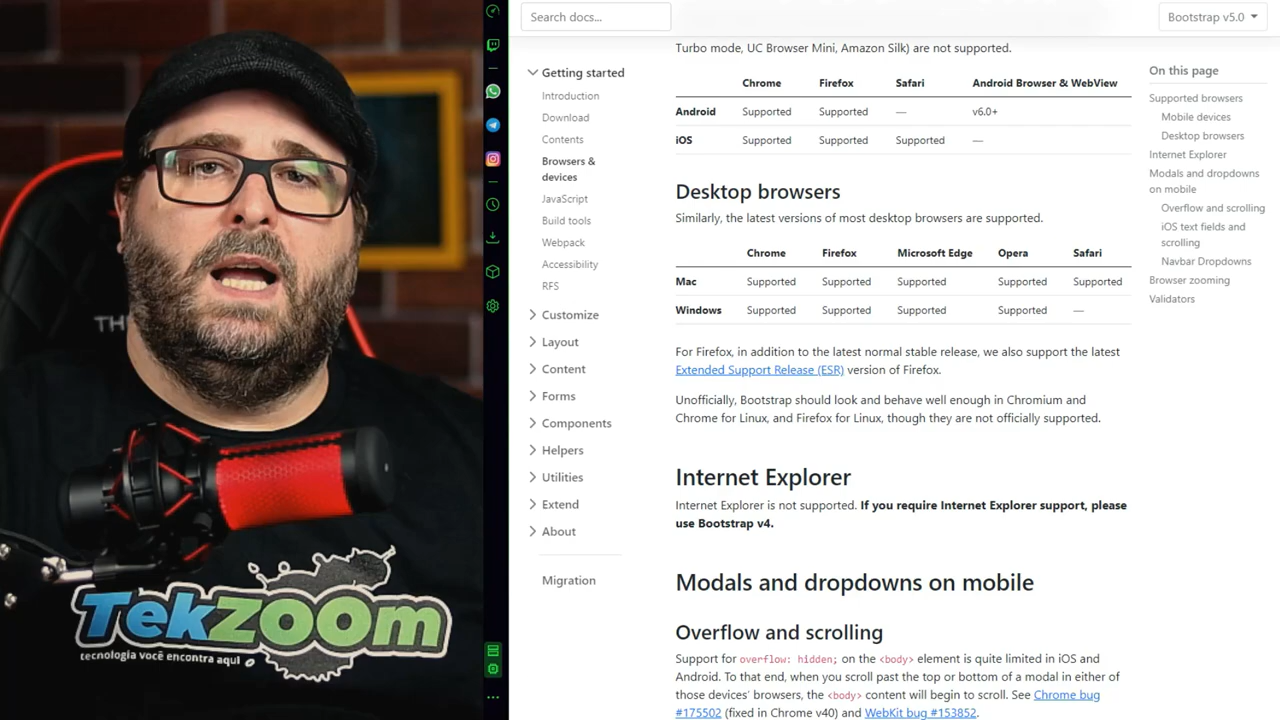 TH
TekZOOm
tecnologia você encontra aqui
Search docs...
Bootstrap v5.0
Getting started
Introduction
Download
Contents
Browsers &
devices
JavaScript
Build tools
Webpack
Accessibility
RFS
Customize
Layout
Content
Forms
Components
Helpers
Utilities
Extend
About
Migration
Turbo mode, UC Browser Mini, Amazon Silk) are not supported.
Chrome Firefox Safari Android Browser & WebView
Android Supported Supported — v6.0+
iOS Supported Supported Supported —
Desktop browsers
Similarly, the latest versions of most desktop browsers are supported.
Chrome Firefox Microsoft Edge Opera Safari
Mac Supported Supported Supported Supported Supported
Windows Supported Supported Supported Supported —
For Firefox, in addition to the latest normal stable release, we also support the latest
Extended Support Release (ESR) version of Firefox.
Unofficially, Bootstrap should look and behave well enough in Chromium and
Chrome for Linux, and Firefox for Linux, though they are not officially supported.
Internet Explorer
Internet Explorer is not supported. If you require Internet Explorer support, please
use Bootstrap v4.
Modals and dropdowns on mobile
Overflow and scrolling
Support for overflow: hidden; on the <body> element is quite limited in iOS and
Android. To that end, when you scroll past the top or bottom of a modal in either of
those devices' browsers, the <body> content will begin to scroll. See Chrome bug
#175502 (fixed in Chrome v40) and WebKit bug #153852.
On this page
Supported browsers
Mobile devices
Desktop browsers
Internet Explorer
Modals and dropdowns
on mobile
Overflow and scrolling
iOS text fields and
scrolling
Navbar Dropdowns
Browser zooming
Validators